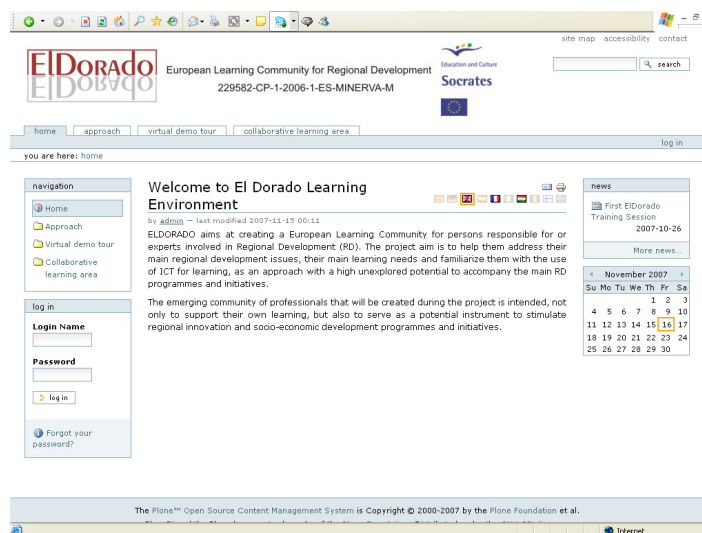 site map accessibility contact
ELDORADO
European Learning Community for Regional Development
229582-CP-1-2006-1-ES-MINERVA-M
Education and Culture
Socrates
search
home approach virtual demo tour collaborative learning area
log in
you are here: home
navigation
Home
Approach
Virtual demo tour
Collaborative
learning area
log in
Login Name
Password
log in
Forgot your
password?
Welcome to El Dorado Learning
Environment
by admin — last modified 2007-11-15 00:11
ELDORADO aims at creating a European Learning Community for persons responsible for or
experts involved in Regional Development (RD). The project aim is to help them address their
main regional development issues, their main learning needs and familiarize them with the use
of ICT for learning, as an approach with a high unexplored potential to accompany the main RD
programmes and initiatives.
The emerging community of professionals that will be created during the project is intended, not
only to support their own learning, but also to serve as a potential instrument to stimulate
regional innovation and socio-economic development programmes and initiatives.
news
First ElDorado
Training Session
2007-10-26
More news...
November 2007
Su Mo Tu We Th Fr Sa
1 2 3
4 5 6 7 8 9 10
11 12 13 14 15 16 17
18 19 20 21 22 23 24
25 26 27 28 29 30
The Plone™ Open Source Content Management System is Copyright © 2000-2007 by the Plone Foundation et al.
Internet